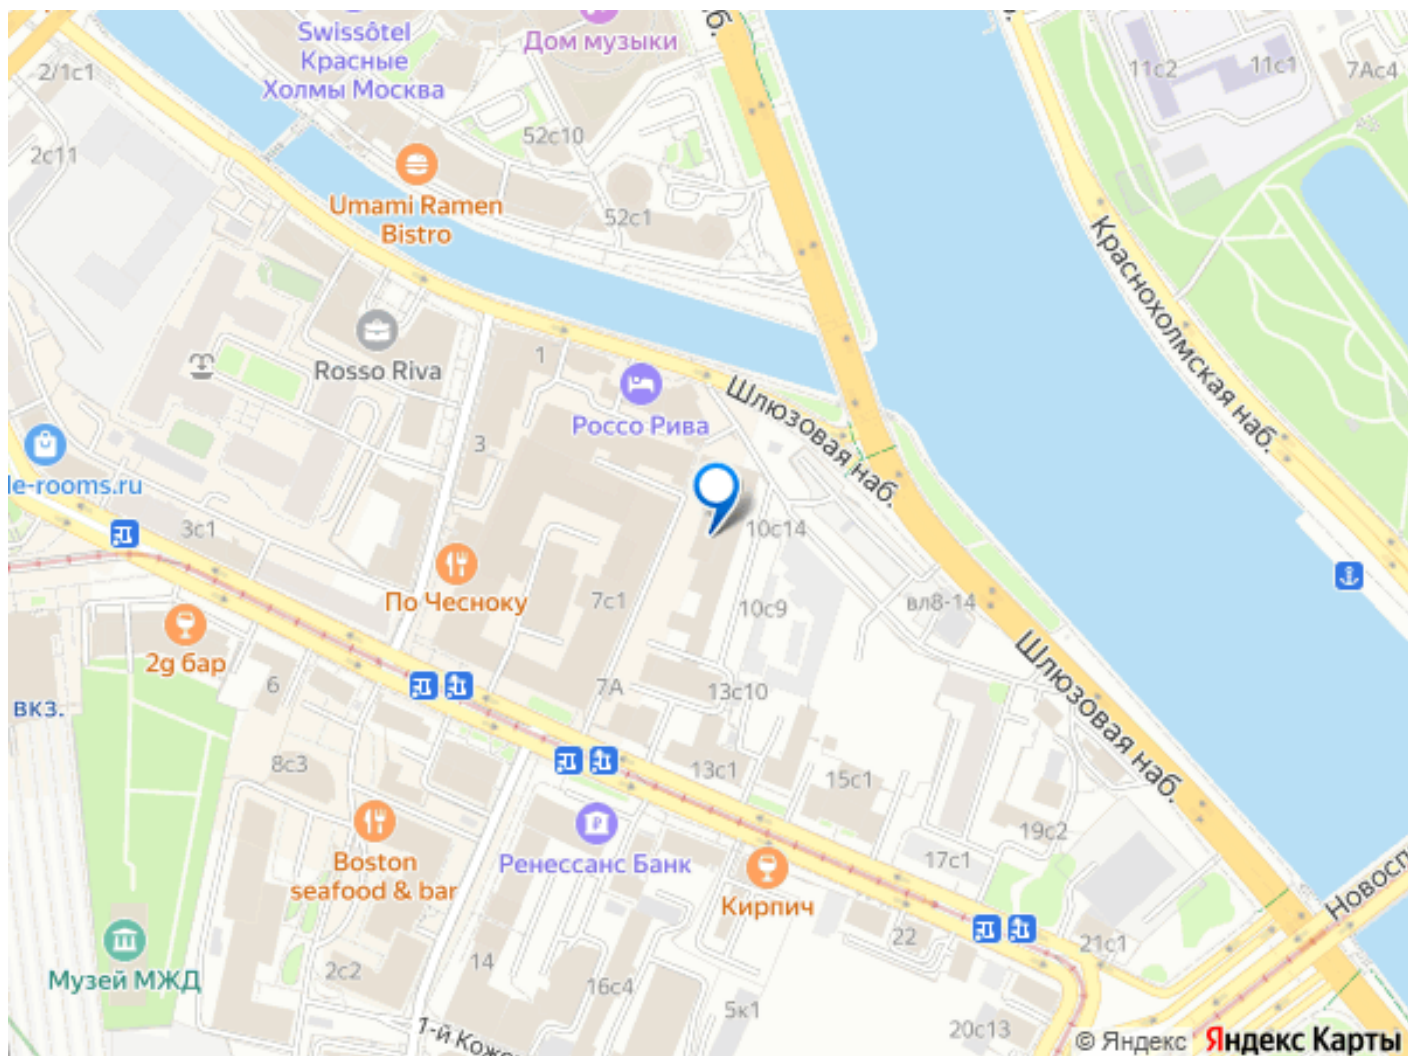 Swissôtel
Красные
Холмы Москва
Дом музыки
наб.
2/1с1
2с11
52с10
52с1
11с2
11с1
7Ас4
Umami Ramen
Bistro
Краснохолмская наб.
Rosso Riva
1
Россо Рива
Шлюзовая наб.
3
le-rooms.ru
3с1
10с14
По Чесноку
7с1
10с9
вл8-14
2g бар
6
7А
13с10
Шлюзовая наб.
вкз.
8с3
13с1
15с1
19с2
17с1
Boston
seafood & bar
Ренессанс Банк
Кирпич
Новосп
22
21с1
Музей МЖД
2с2
14
16с4
5к1
20с13
1-й Коже
© Яндекс Яндекс Карты